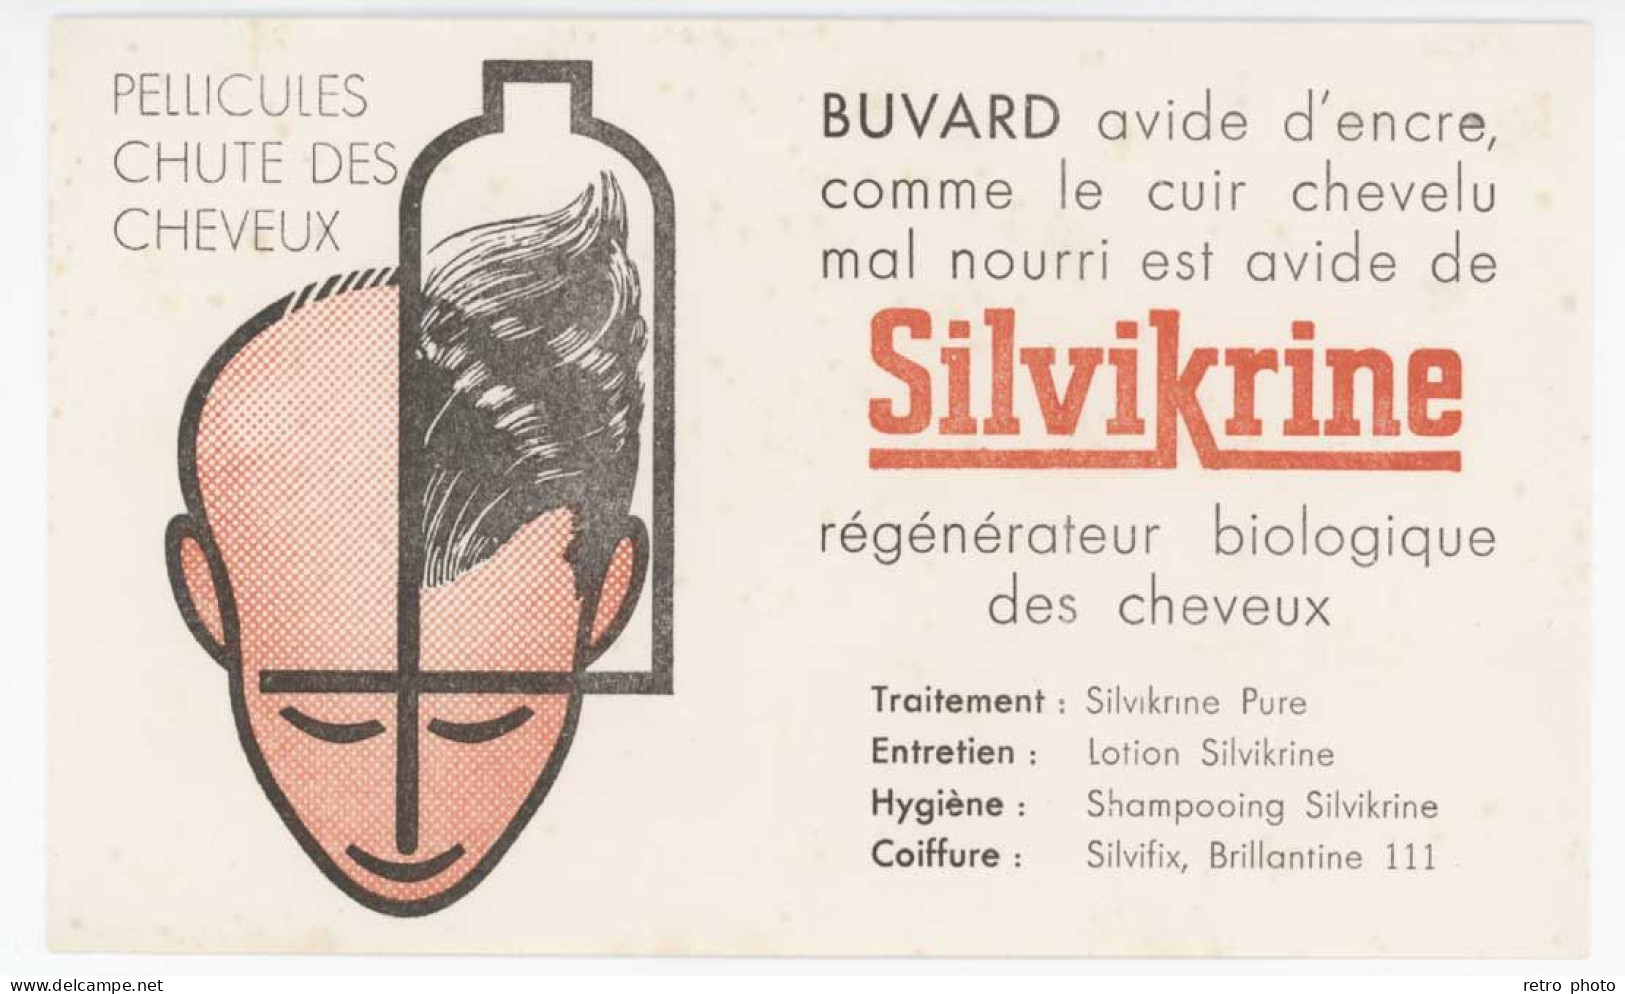 PELLICULES
CHUTE DES
CHEVEUX
BUVARD avide d'encre,
comme le cuir chevelu
mal nourri est avide de
Silvikrine
régénérateur biologique
des cheveux
Traitement : Silvikrine Pure
Entretien : Lotion Silvikrine
Hygiène : Shampooing Silvikrine
Coiffure : Silvifix, Brillantine 111
www.delcampe.net
retro photo